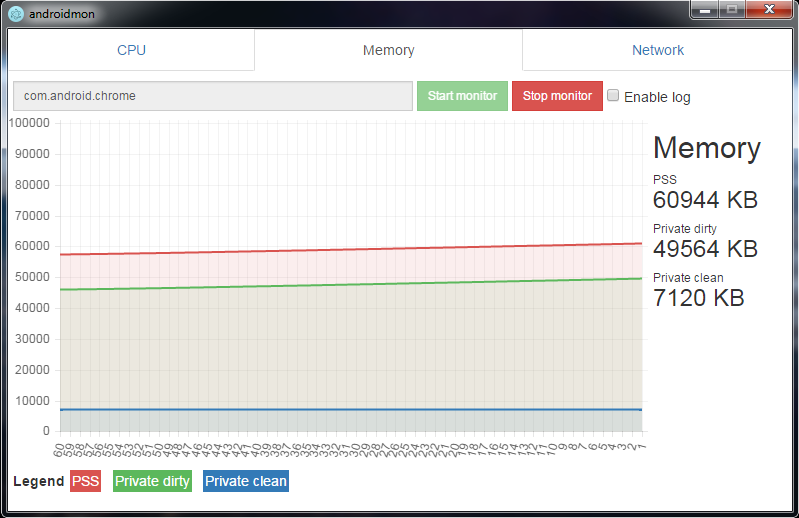 androidmon
CPU Memory Network
com.android.chrome Start monitor Stop monitor Enable log
100000
90000
80000
70000
60000
50000
40000
30000
20000
10000
0
60 59 58 57 56 55 54 53 52 51 50 49 48 47 46 45 44 43 42 41 40 39 38 37 36 35 34 33 32 31 30 29 28 27 26 25 24 23 22 21 20 19 18 17 16 15 14 13 12 11 10 9 8 7 6 5 4 3 2 1
Memory
PSS
60944 KB
Private dirty
49564 KB
Private clean
7120 KB
Legend PSS Private dirty Private clean